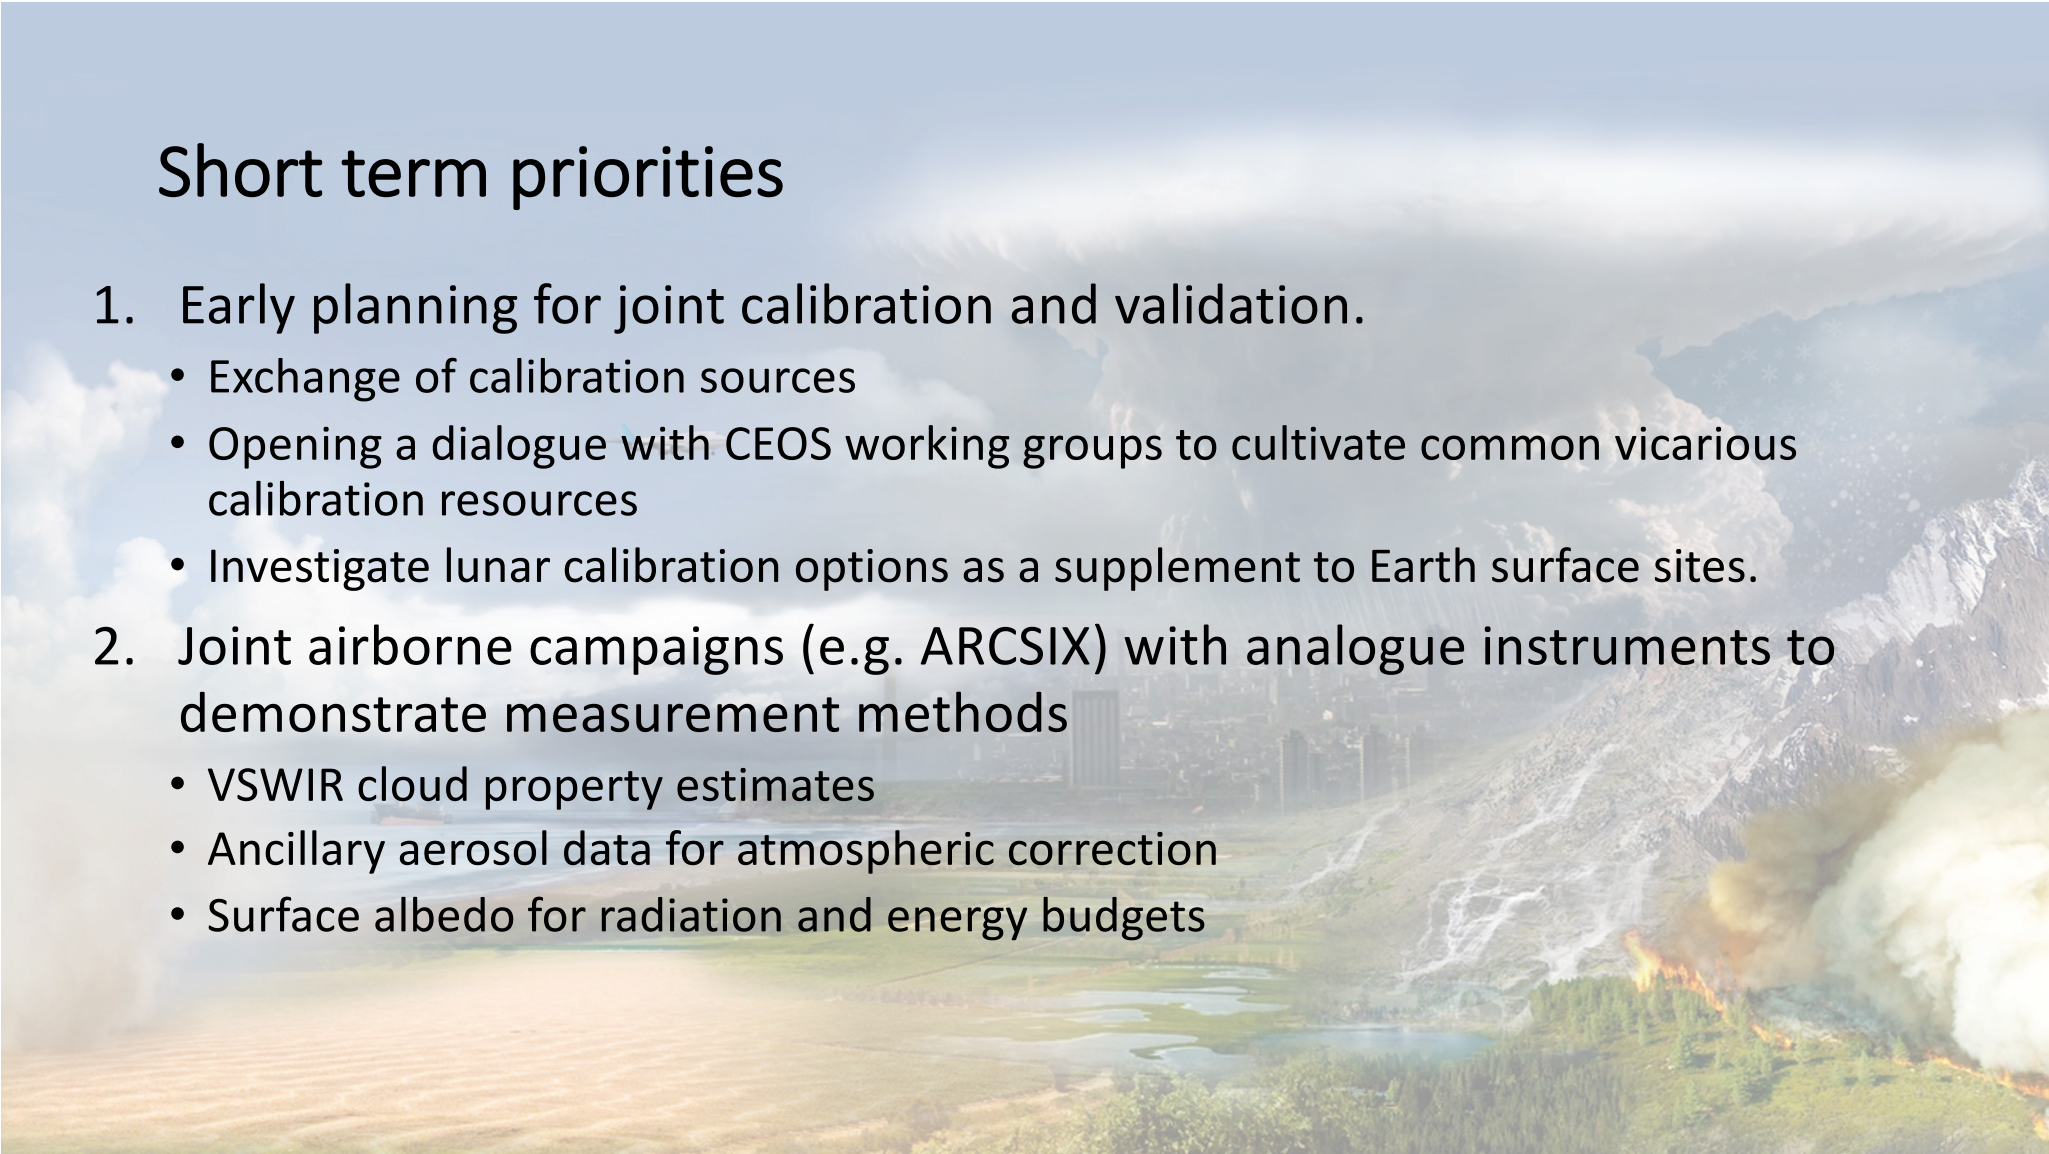 Short term priorities
1. Early planning for joint calibration and validation.
• Exchange of calibration sources
• Opening a dialogue with CEOS working groups to cultivate common vicarious
calibration resources
• Investigate lunar calibration options as a supplement to Earth surface sites.
2. Joint airborne campaigns (e.g. ARCSIX) with analogue instruments to
demonstrate measurement methods
• VSWIR cloud property estimates
• Ancillary aerosol data for atmospheric correction
• Surface albedo for radiation and energy budgets